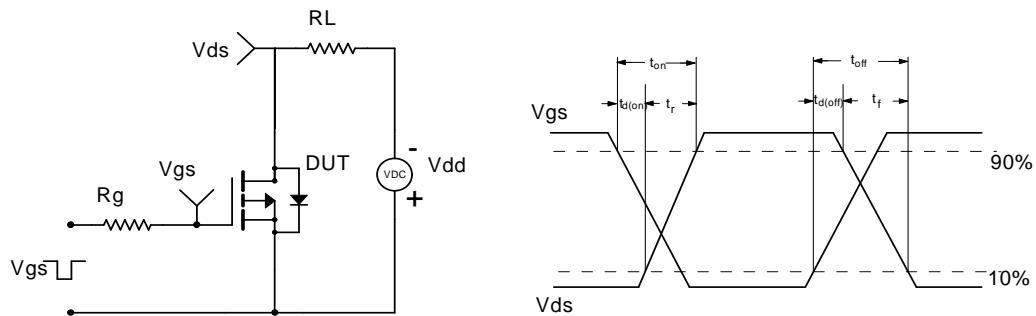 RL
Vds
Vgs
DUT
Rg
-
VDC
Vdd
+
Vgs
ton
toff
td(on)
tr
td(off)
tf
Vgs
90%
10%
Vds